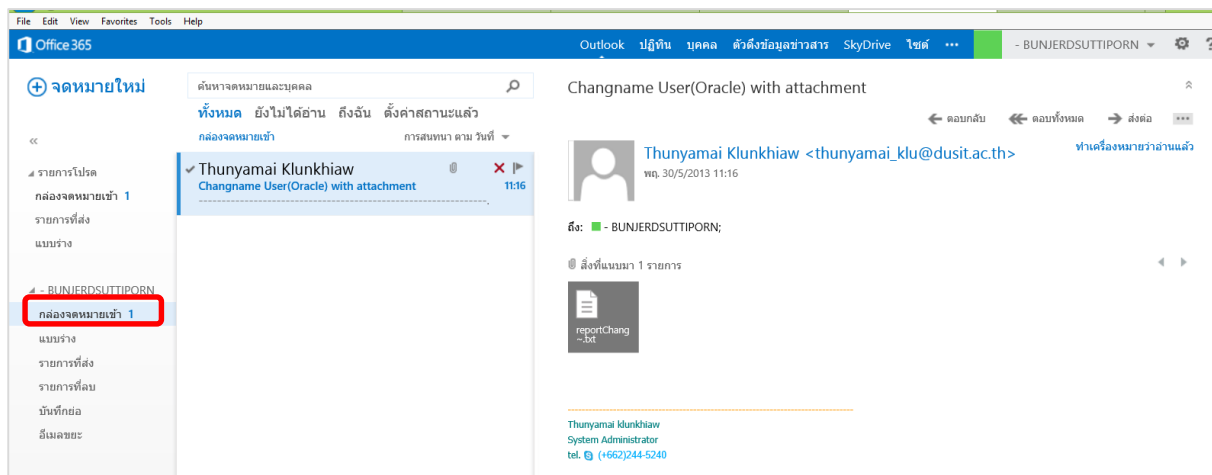 File Edit View Favorites Tools Help
Office 365 Outlook ปฏิทิน บุคคล ตัวดึงข้อมูลข่าวสาร SkyDrive ไซต์ ••• - BUNJERDSUTTIPORN ?
จดหมายใหม่
«
รายการโปรด
กล่องจดหมายเข้า 1
รายการที่ส่ง
แบบร่าง
- BUNJERDSUTTIPORN
กล่องจดหมายเข้า 1
แบบร่าง
รายการที่ส่ง
รายการที่ลบ
บันทึกย่อ
อีเมลขยะ
ค้นหาจดหมายและบุคคล
ทั้งหมด ยังไม่ได้อ่าน ถึงฉัน ตั้งค่าสถานะแล้ว
กล่องจดหมายเข้า การสนทนา ตาม วันที่
Thunyamai Klunkhiaw
Changname User(Oracle) with attachment 11:16
Changname User(Oracle) with attachment
ตอบกลับ ตอบทั้งหมด ส่งต่อ •••
ทำเครื่องหมายว่าอ่านแล้ว
Thunyamai Klunkhiaw <thunyamai_klu@dusit.ac.th>
พฤ. 30/5/2013 11:16
ถึง: - BUNJERDSUTTIPORN;
สิ่งที่แนบมา 1 รายการ
reportChang
~.txt
Thunyamai klunkhiaw
System Administrator
tel. (+662)244-5240